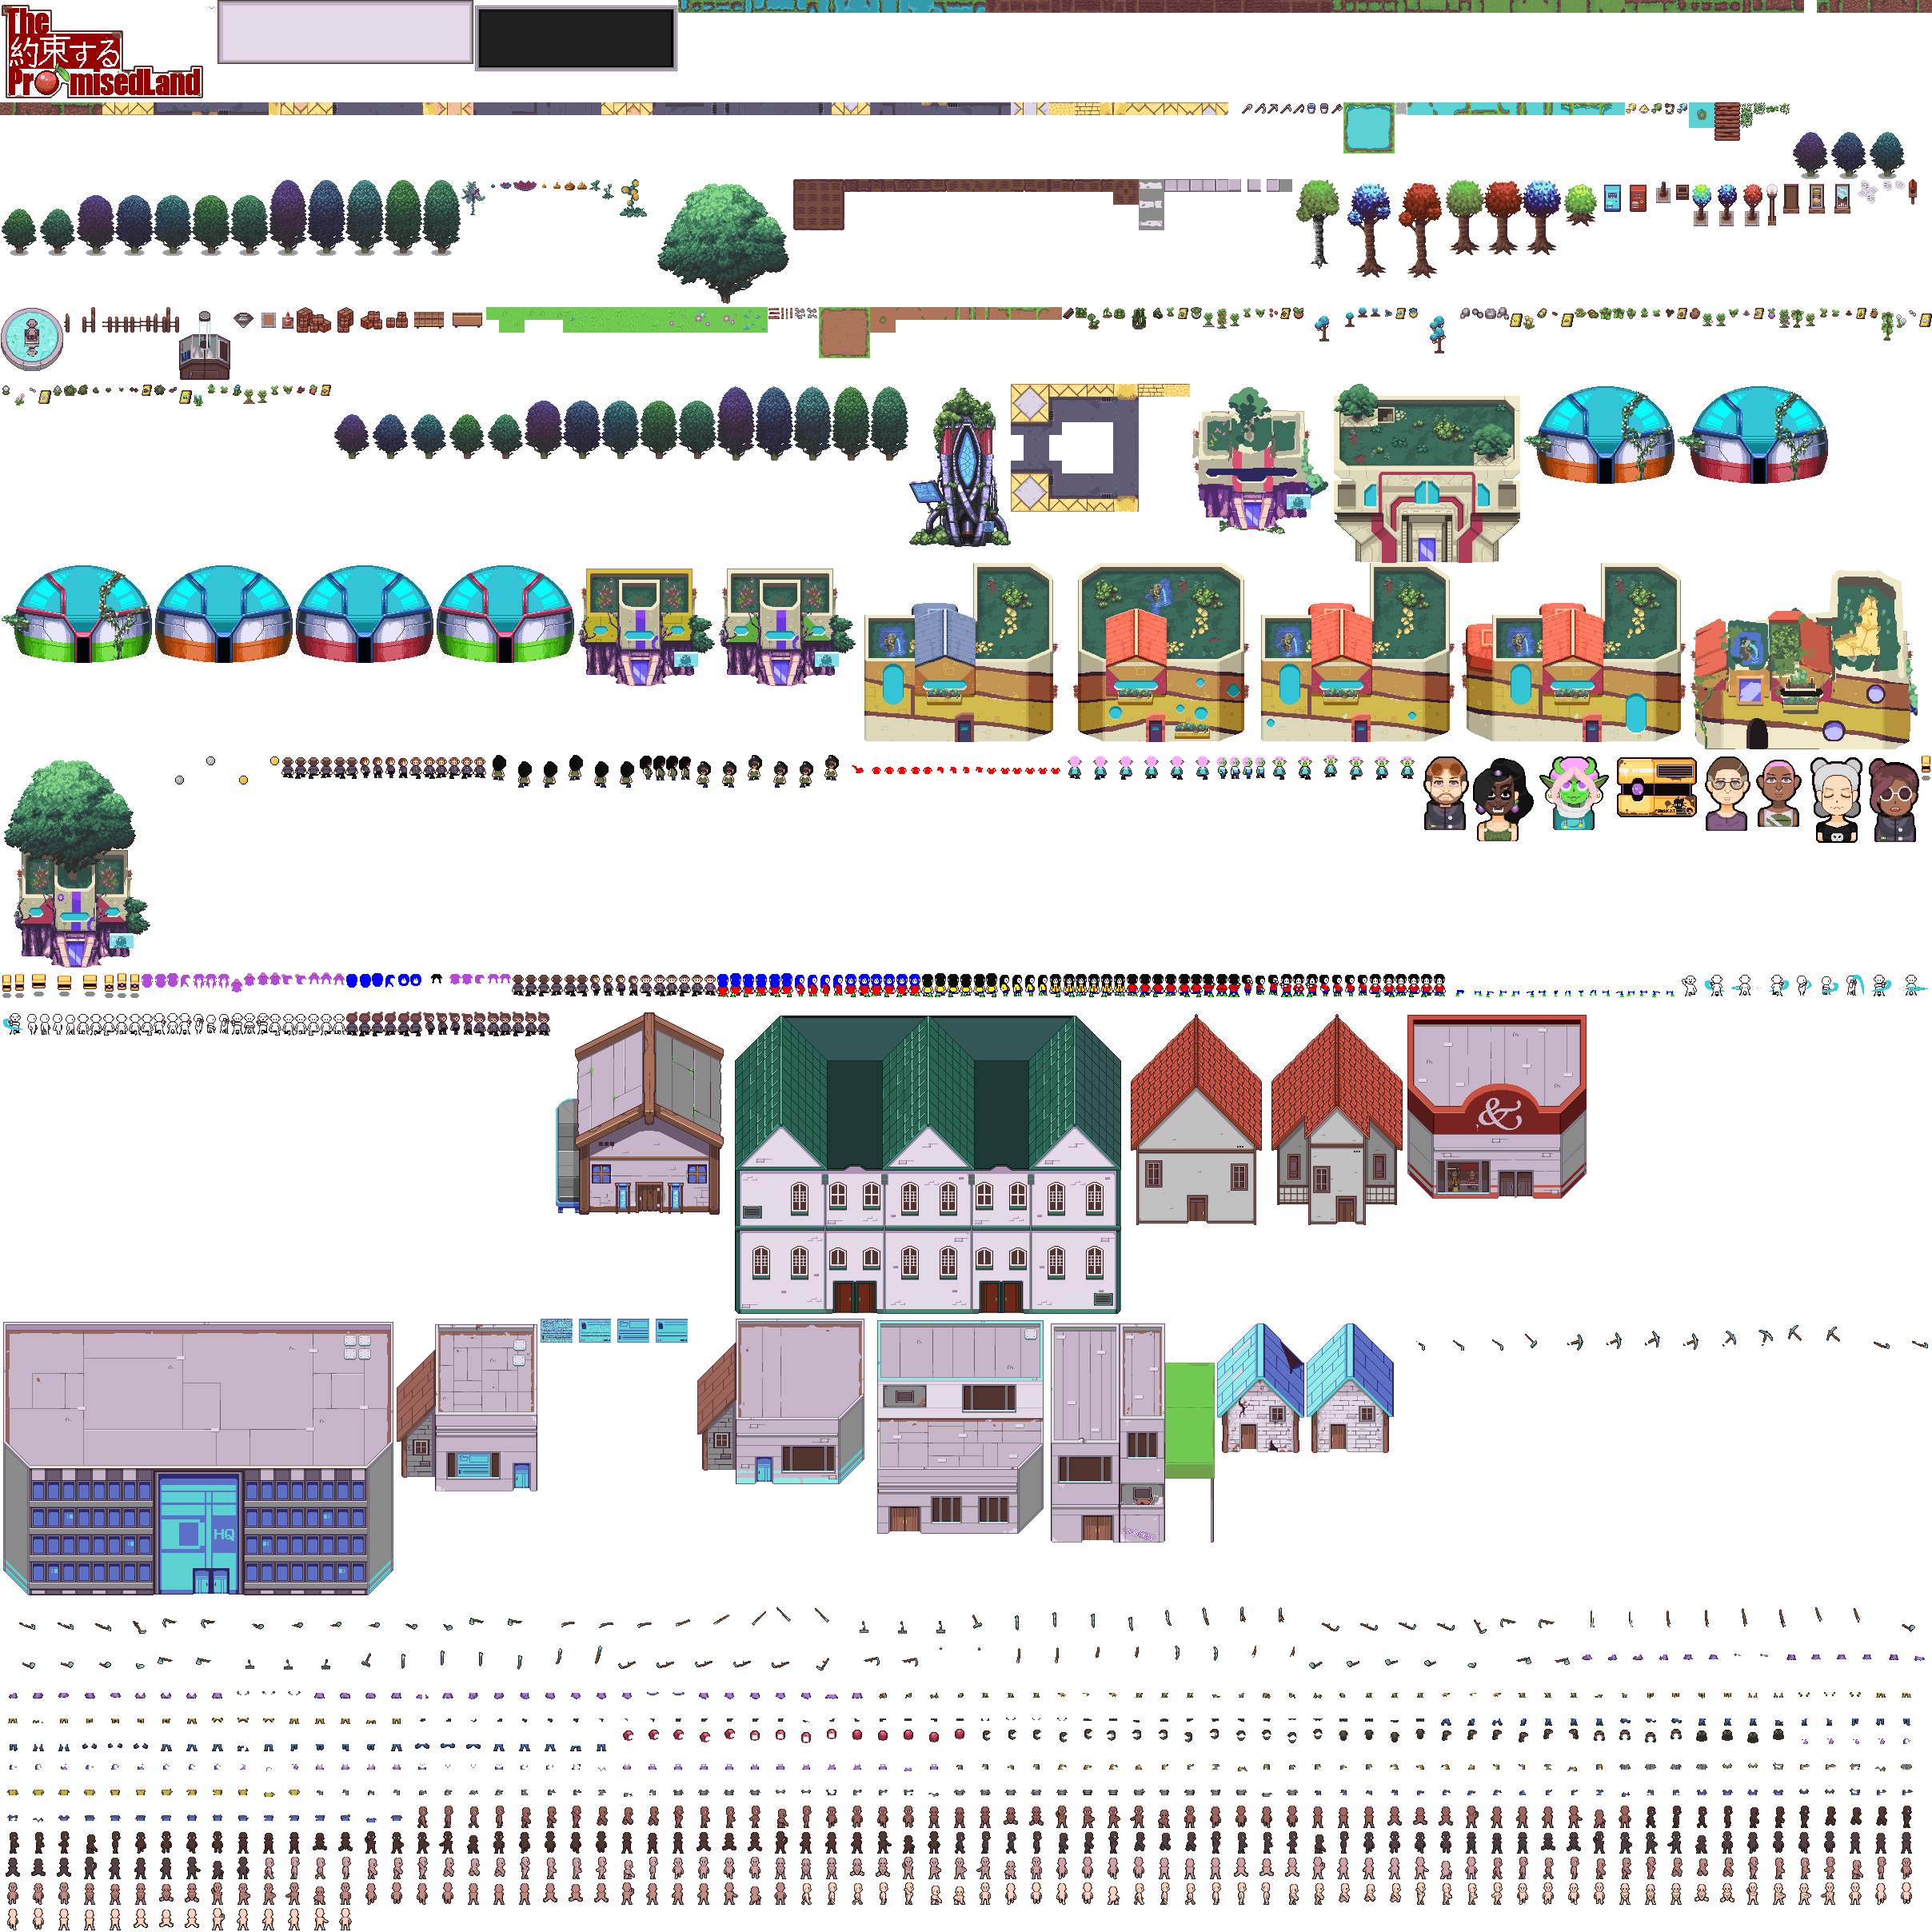 The
約束する
PromisedLand
&
HQ